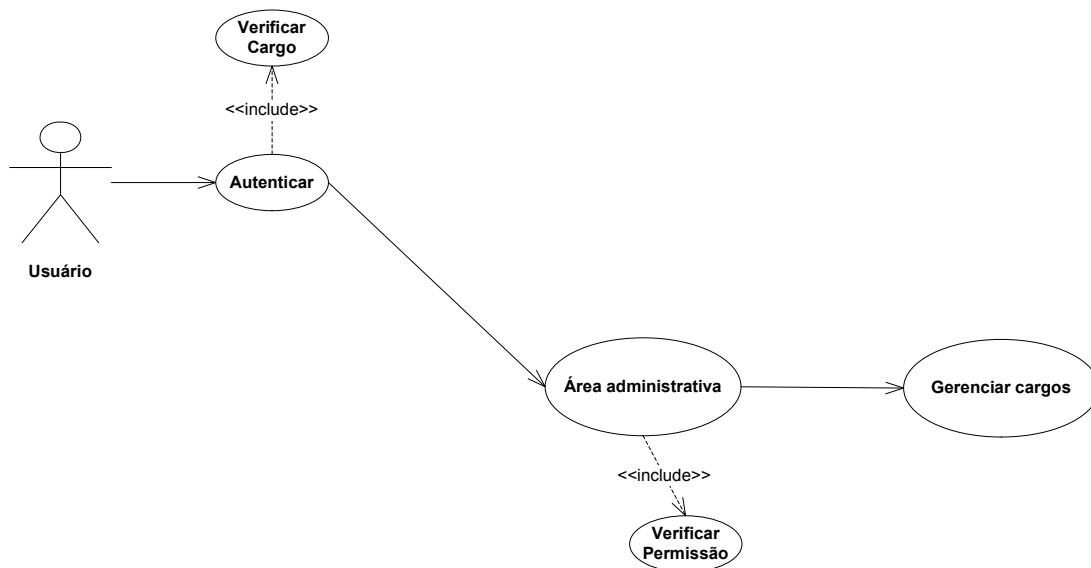 Verificar
Cargo
<<include>>
Autenticar
Usuário
Área administrativa
Gerenciar cargos
<<include>>
Verificar
Permissão